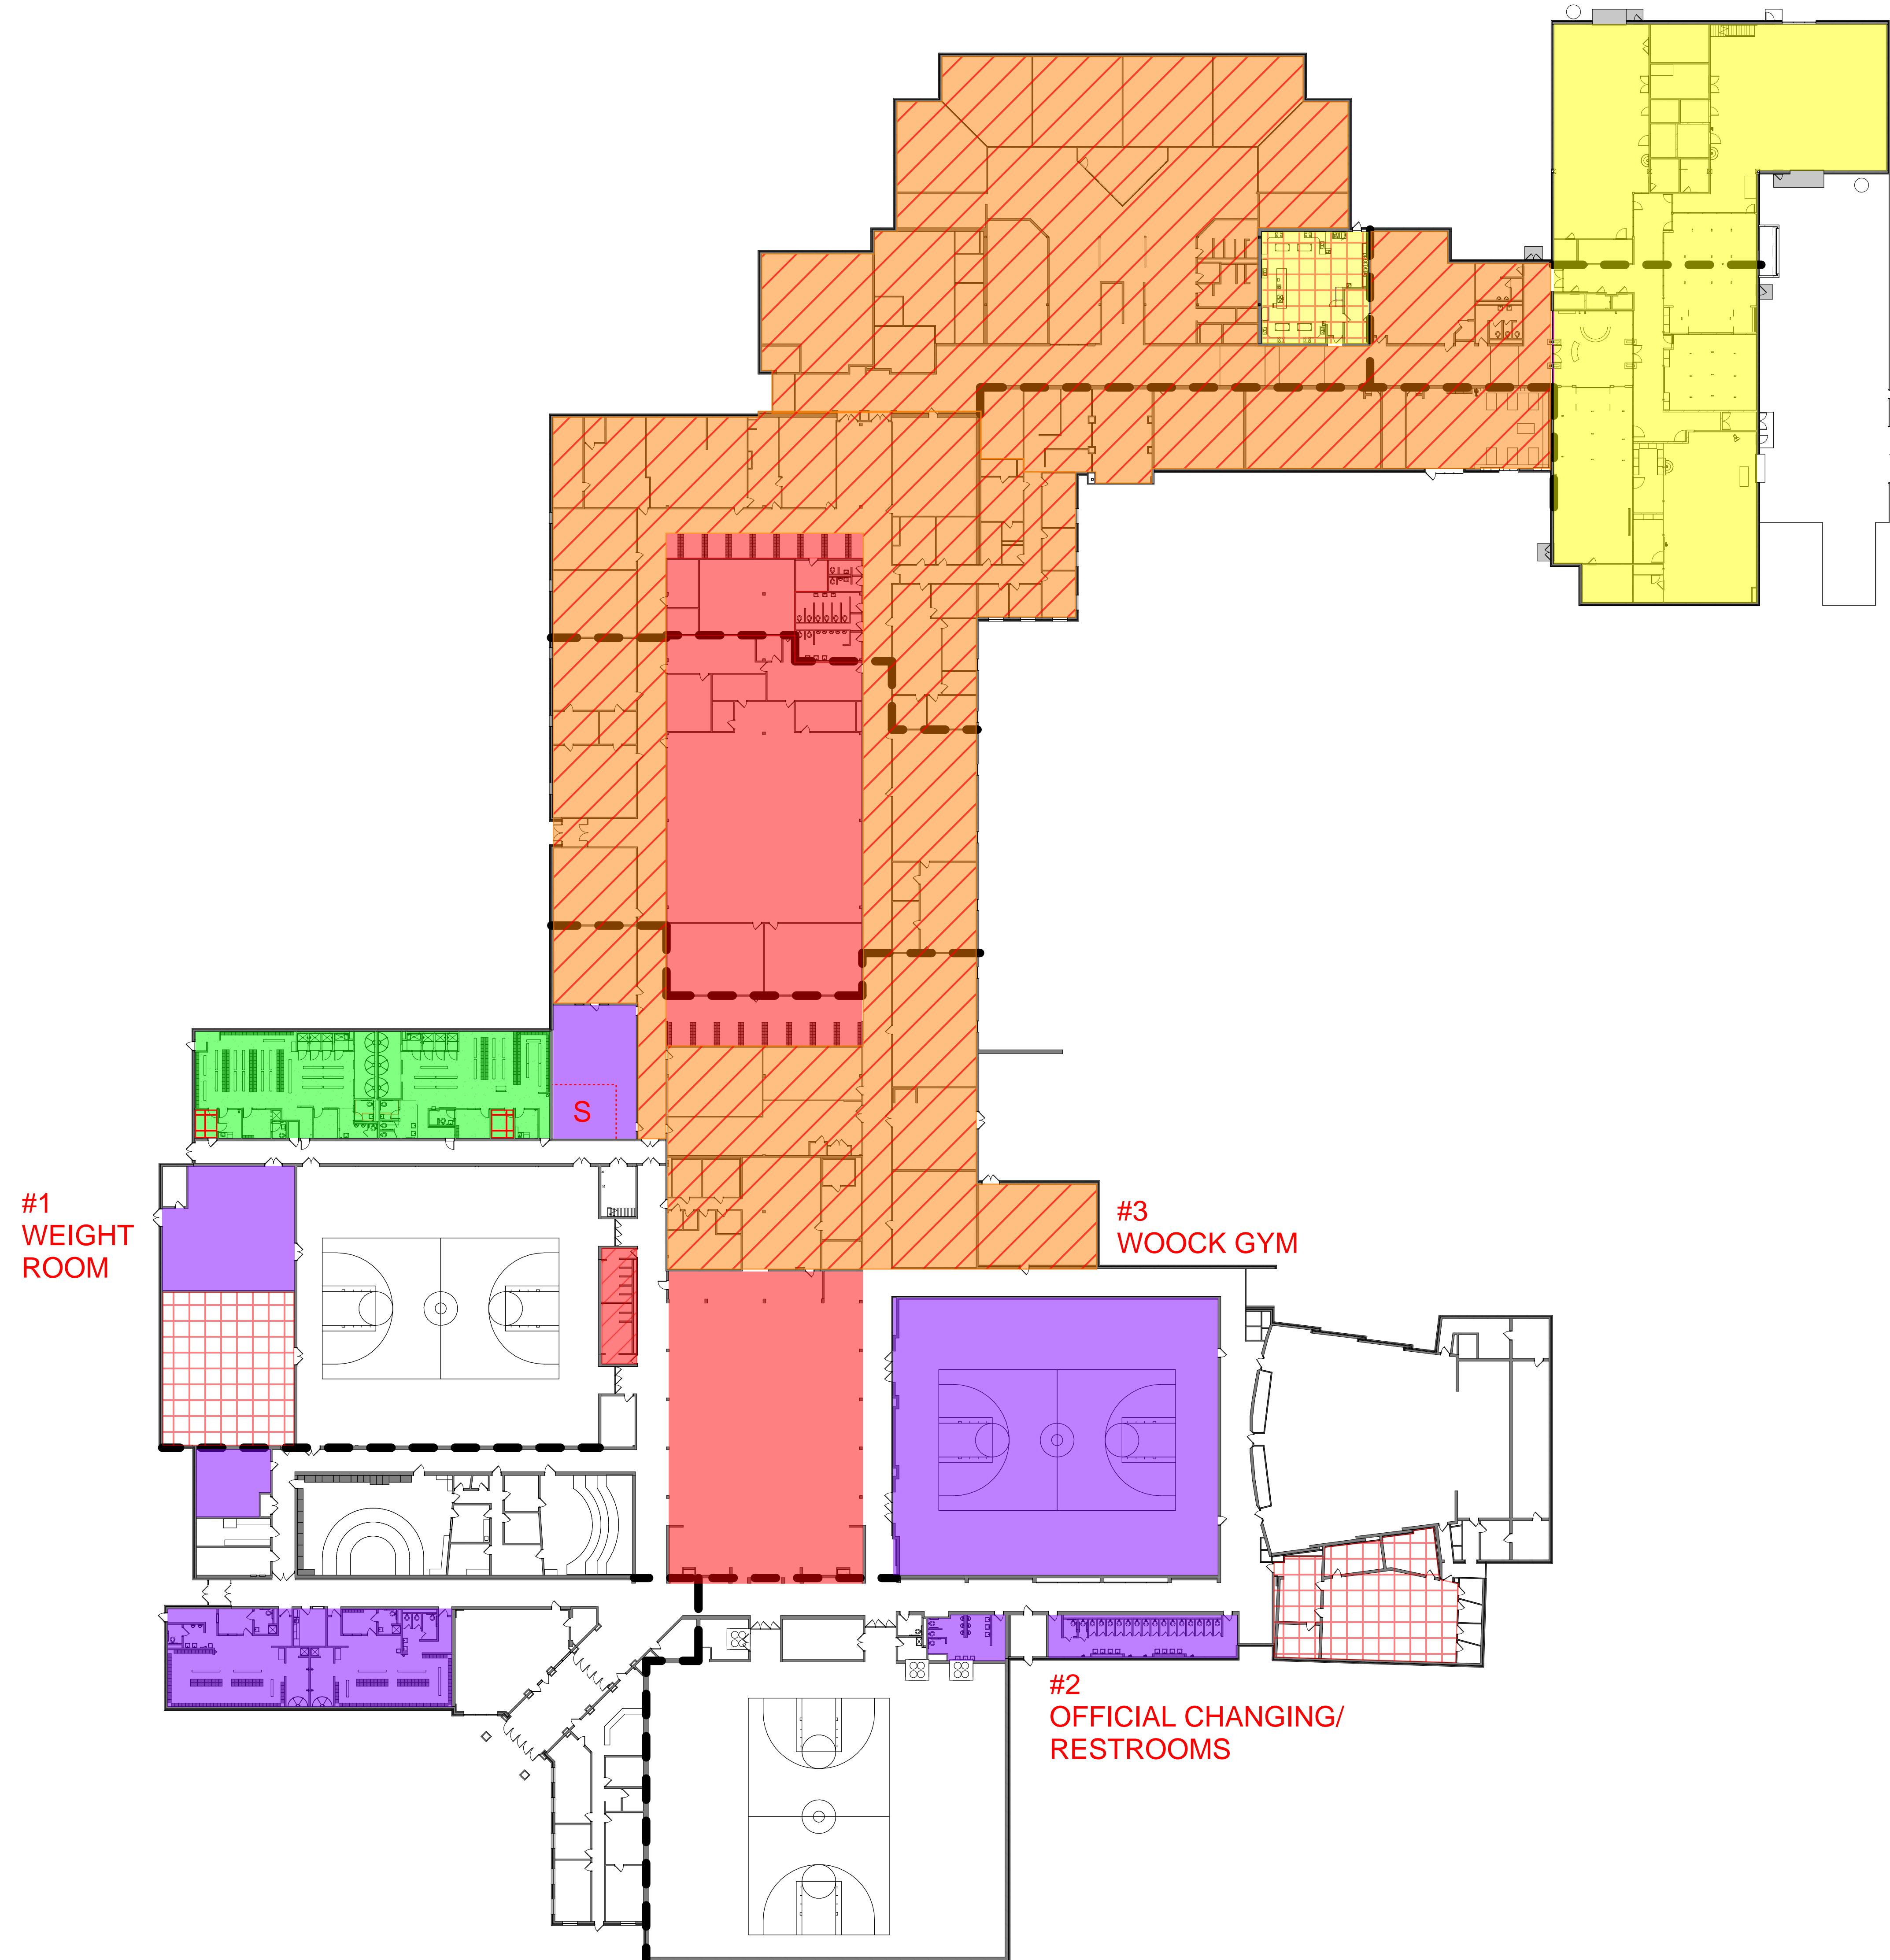 S
#1
WEIGHT
ROOM
#3
WOOCK GYM
#2
OFFICIAL CHANGING/
RESTROOMS